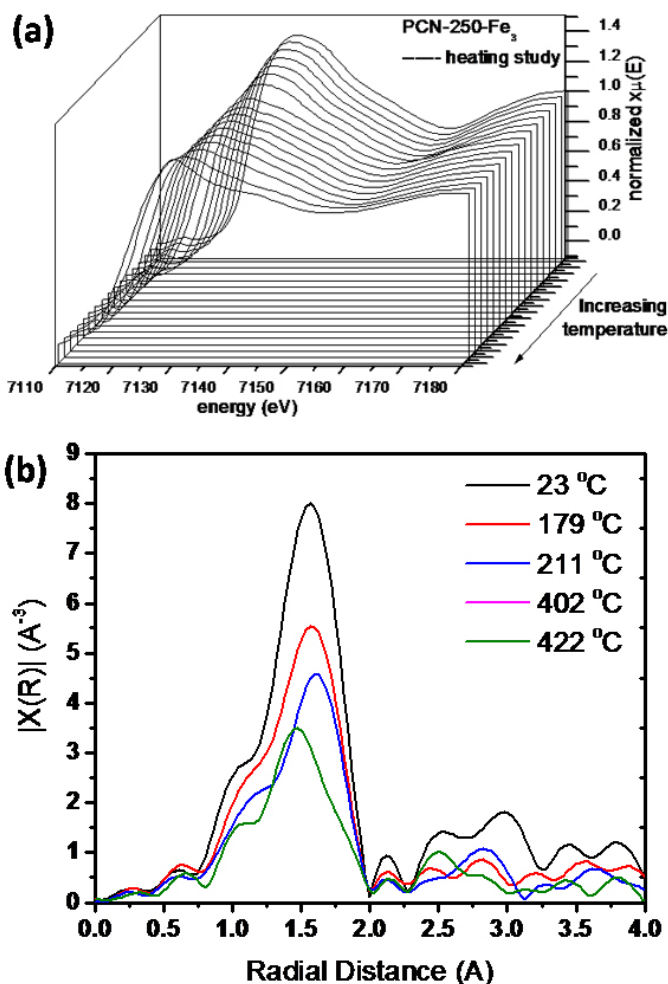 (a)
PCN-250-Fe3
heating study
1.4
1.2
1.0
0.8
0.6
0.4
0.2
0.0
normalized xμ(E)
Increasing
temperature
7110 7120 7130 7140 7150 7160 7170 7180
energy (eV)
(b)
9
8
7
6
5
4
3
2
1
0
|X(R)| (A⁻³)
23 °C
179 °C
211 °C
402 °C
422 °C
0.0 0.5 1.0 1.5 2.0 2.5 3.0 3.5 4.0
Radial Distance (A)